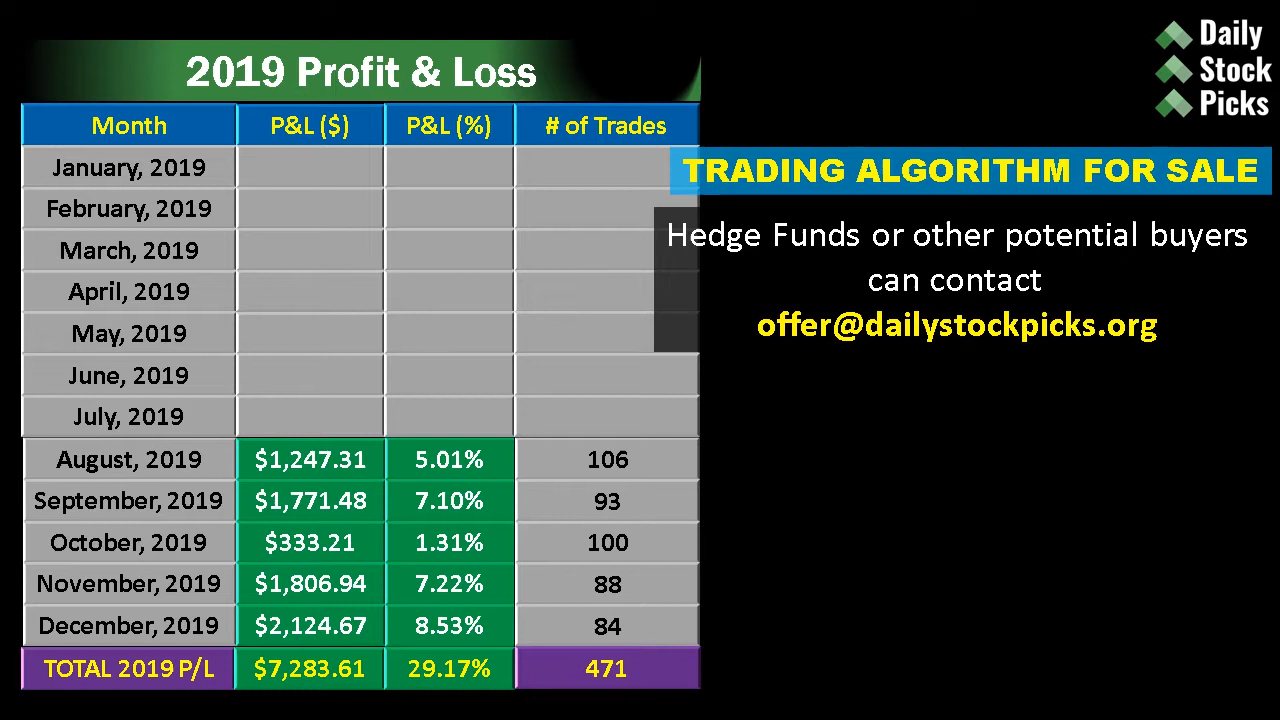 2019 Profit & Loss
Daily
Stock
Picks
Month P&L ($) P&L (%) # of Trades
January, 2019
February, 2019
March, 2019
April, 2019
May, 2019
June, 2019
July, 2019
August, 2019 $1,247.31 5.01% 106
September, 2019 $1,771.48 7.10% 93
October, 2019 $333.21 1.31% 100
November, 2019 $1,806.94 7.22% 88
December, 2019 $2,124.67 8.53% 84
TOTAL 2019 P/L $7,283.61 29.17% 471
TRADING ALGORITHM FOR SALE
Hedge Funds or other potential buyers
can contact
offer@dailystockpicks.org